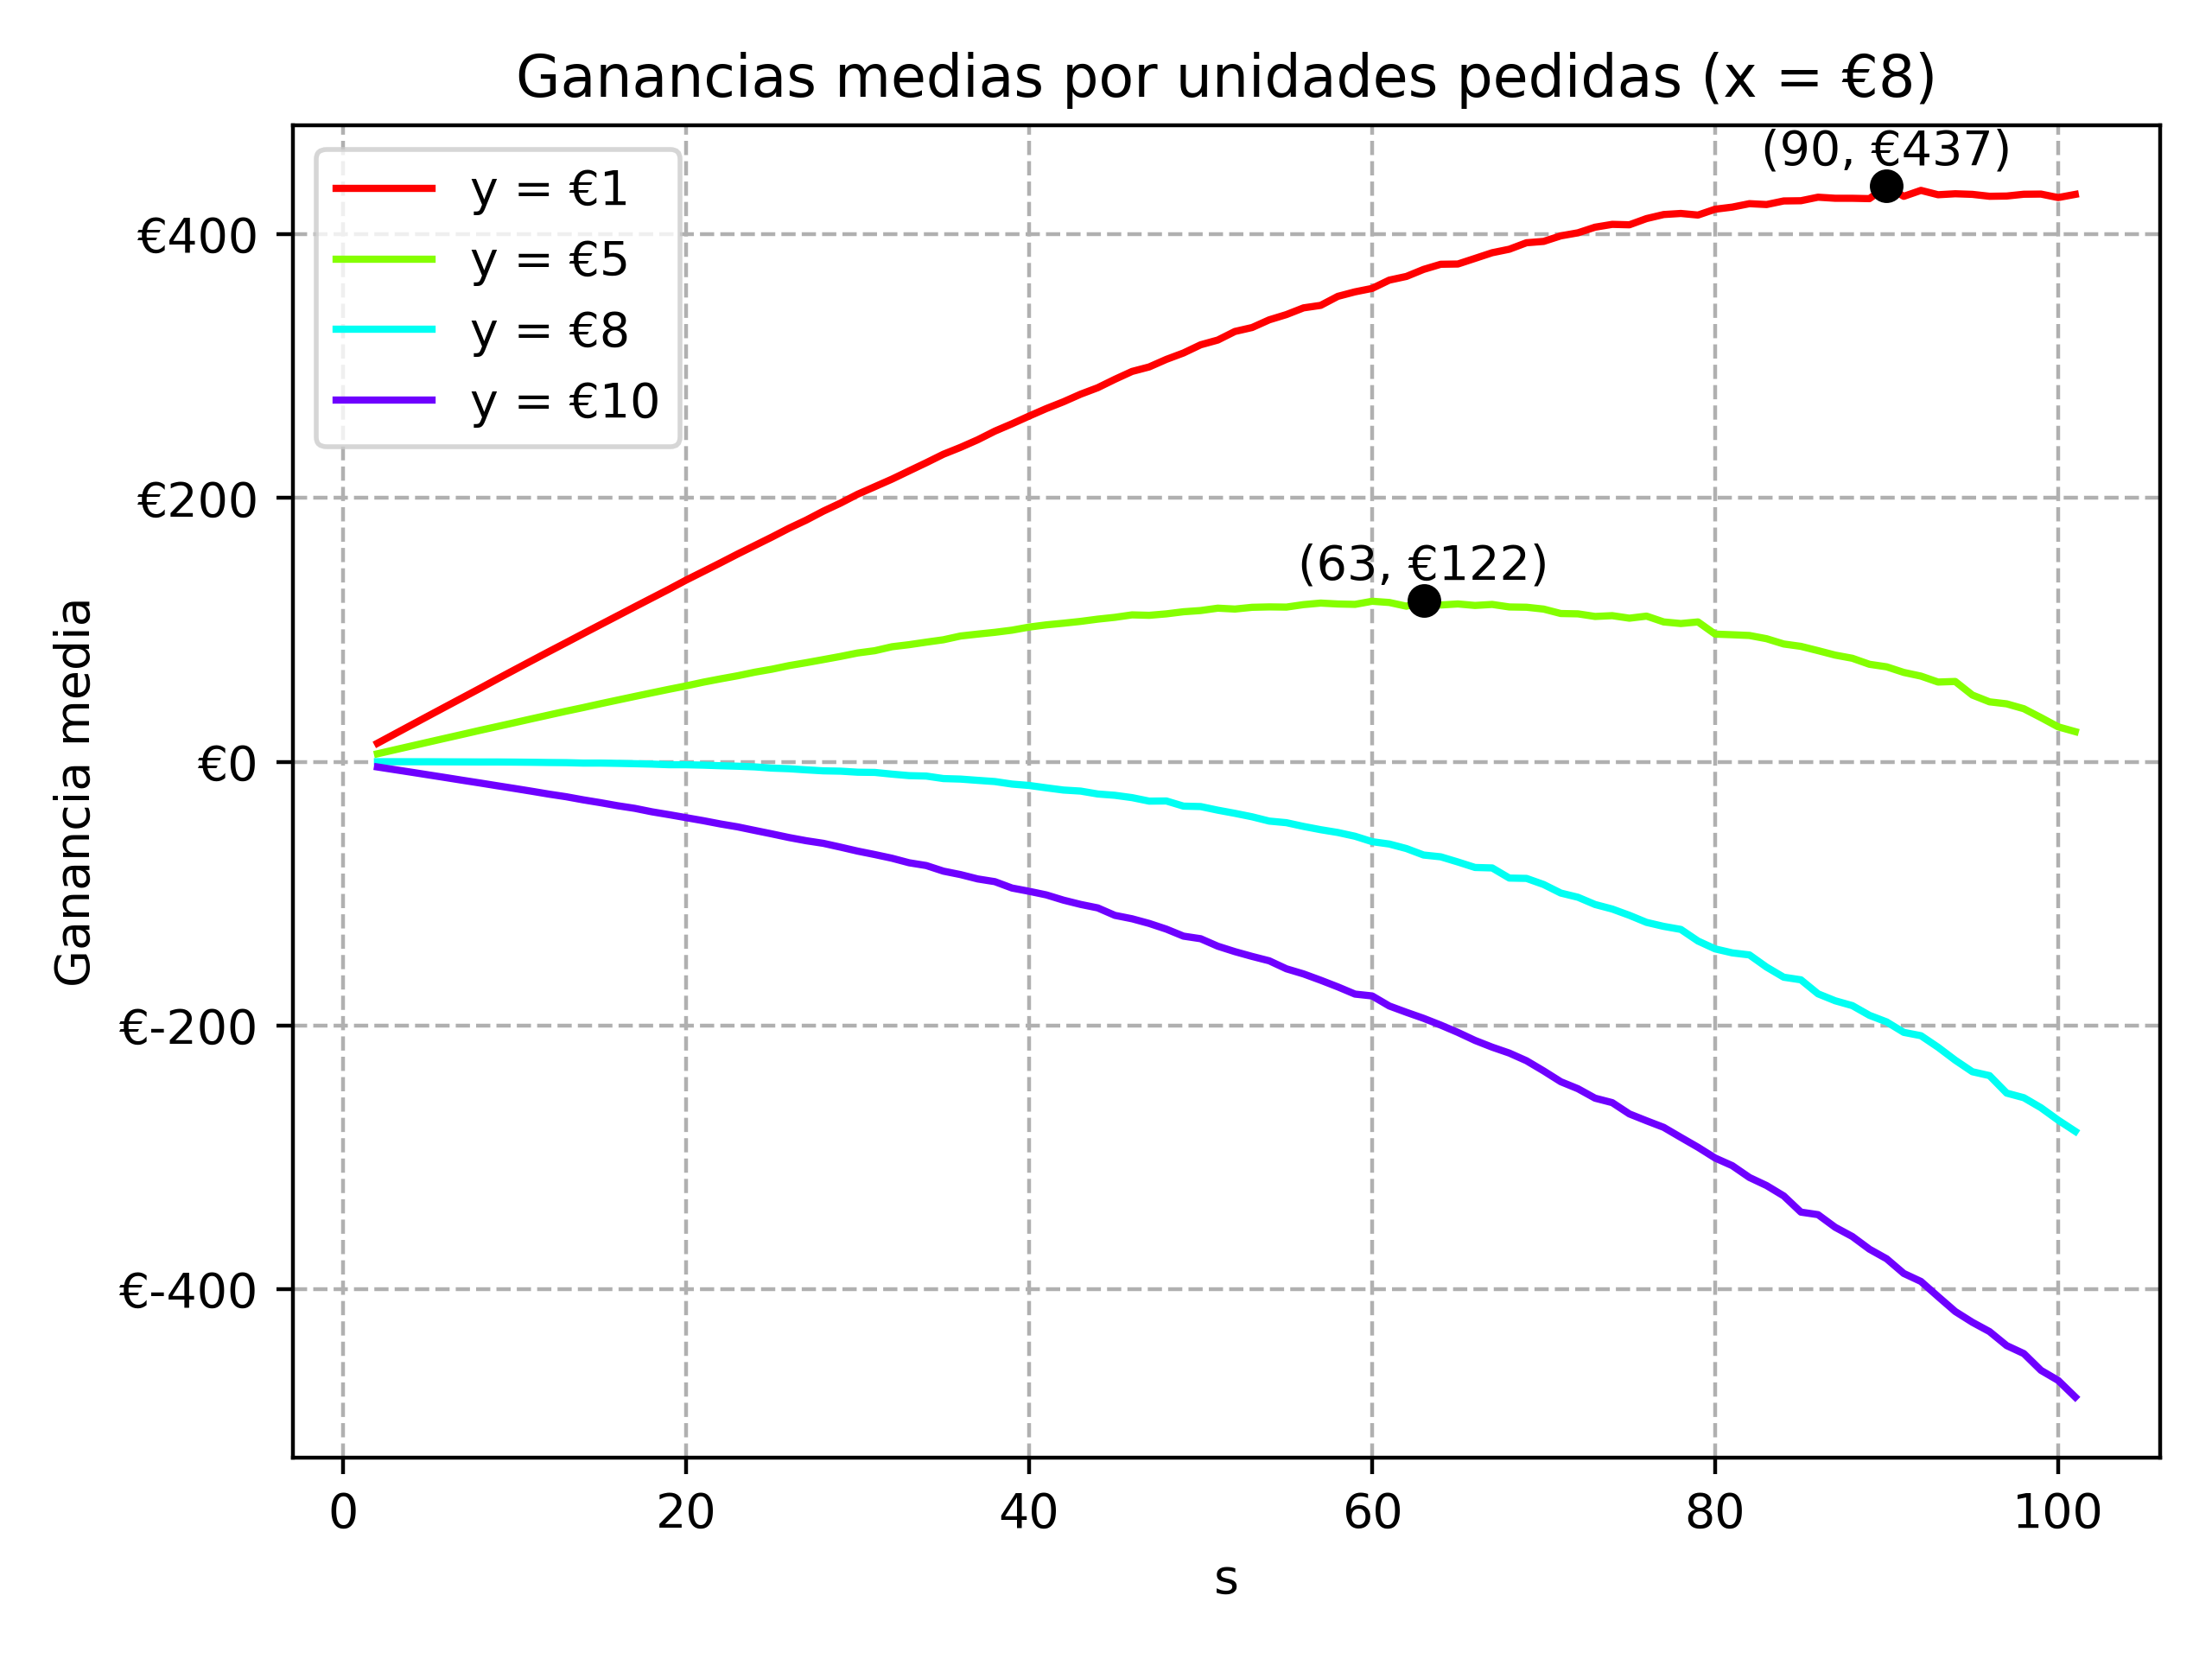 Ganancias medias por unidades pedidas (x = €8)
(90, €437)
y = €1
y = €5
y = €8
y = €10
(63, €122)
€400
€200
€0
€-200
€-400
Ganancia media
0 20 40 60 80 100
s